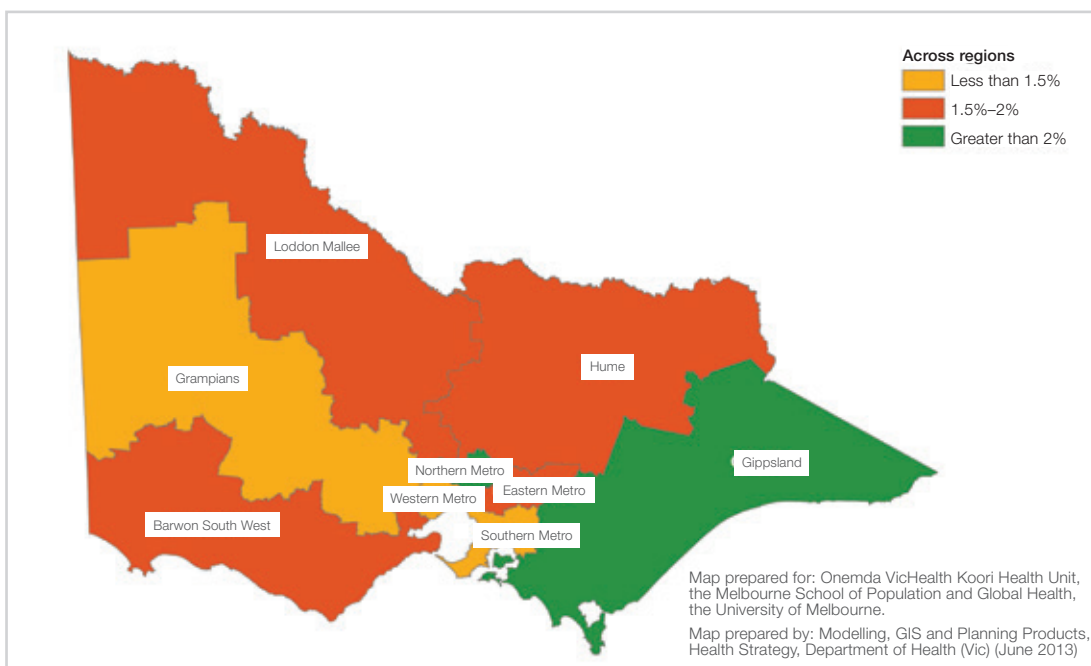 Across regions
Less than 1.5%
1.5%–2%
Greater than 2%
Loddon Mallee
Hume
Grampians
Gippsland
Northern Metro
Eastern Metro
Western Metro
Barwon South West
Southern Metro
Map prepared for: Onemda VicHealth Koori Health Unit,
the Melbourne School of Population and Global Health,
the University of Melbourne.
Map prepared by: Modelling, GIS and Planning Products,
Health Strategy, Department of Health (Vic) (June 2013)